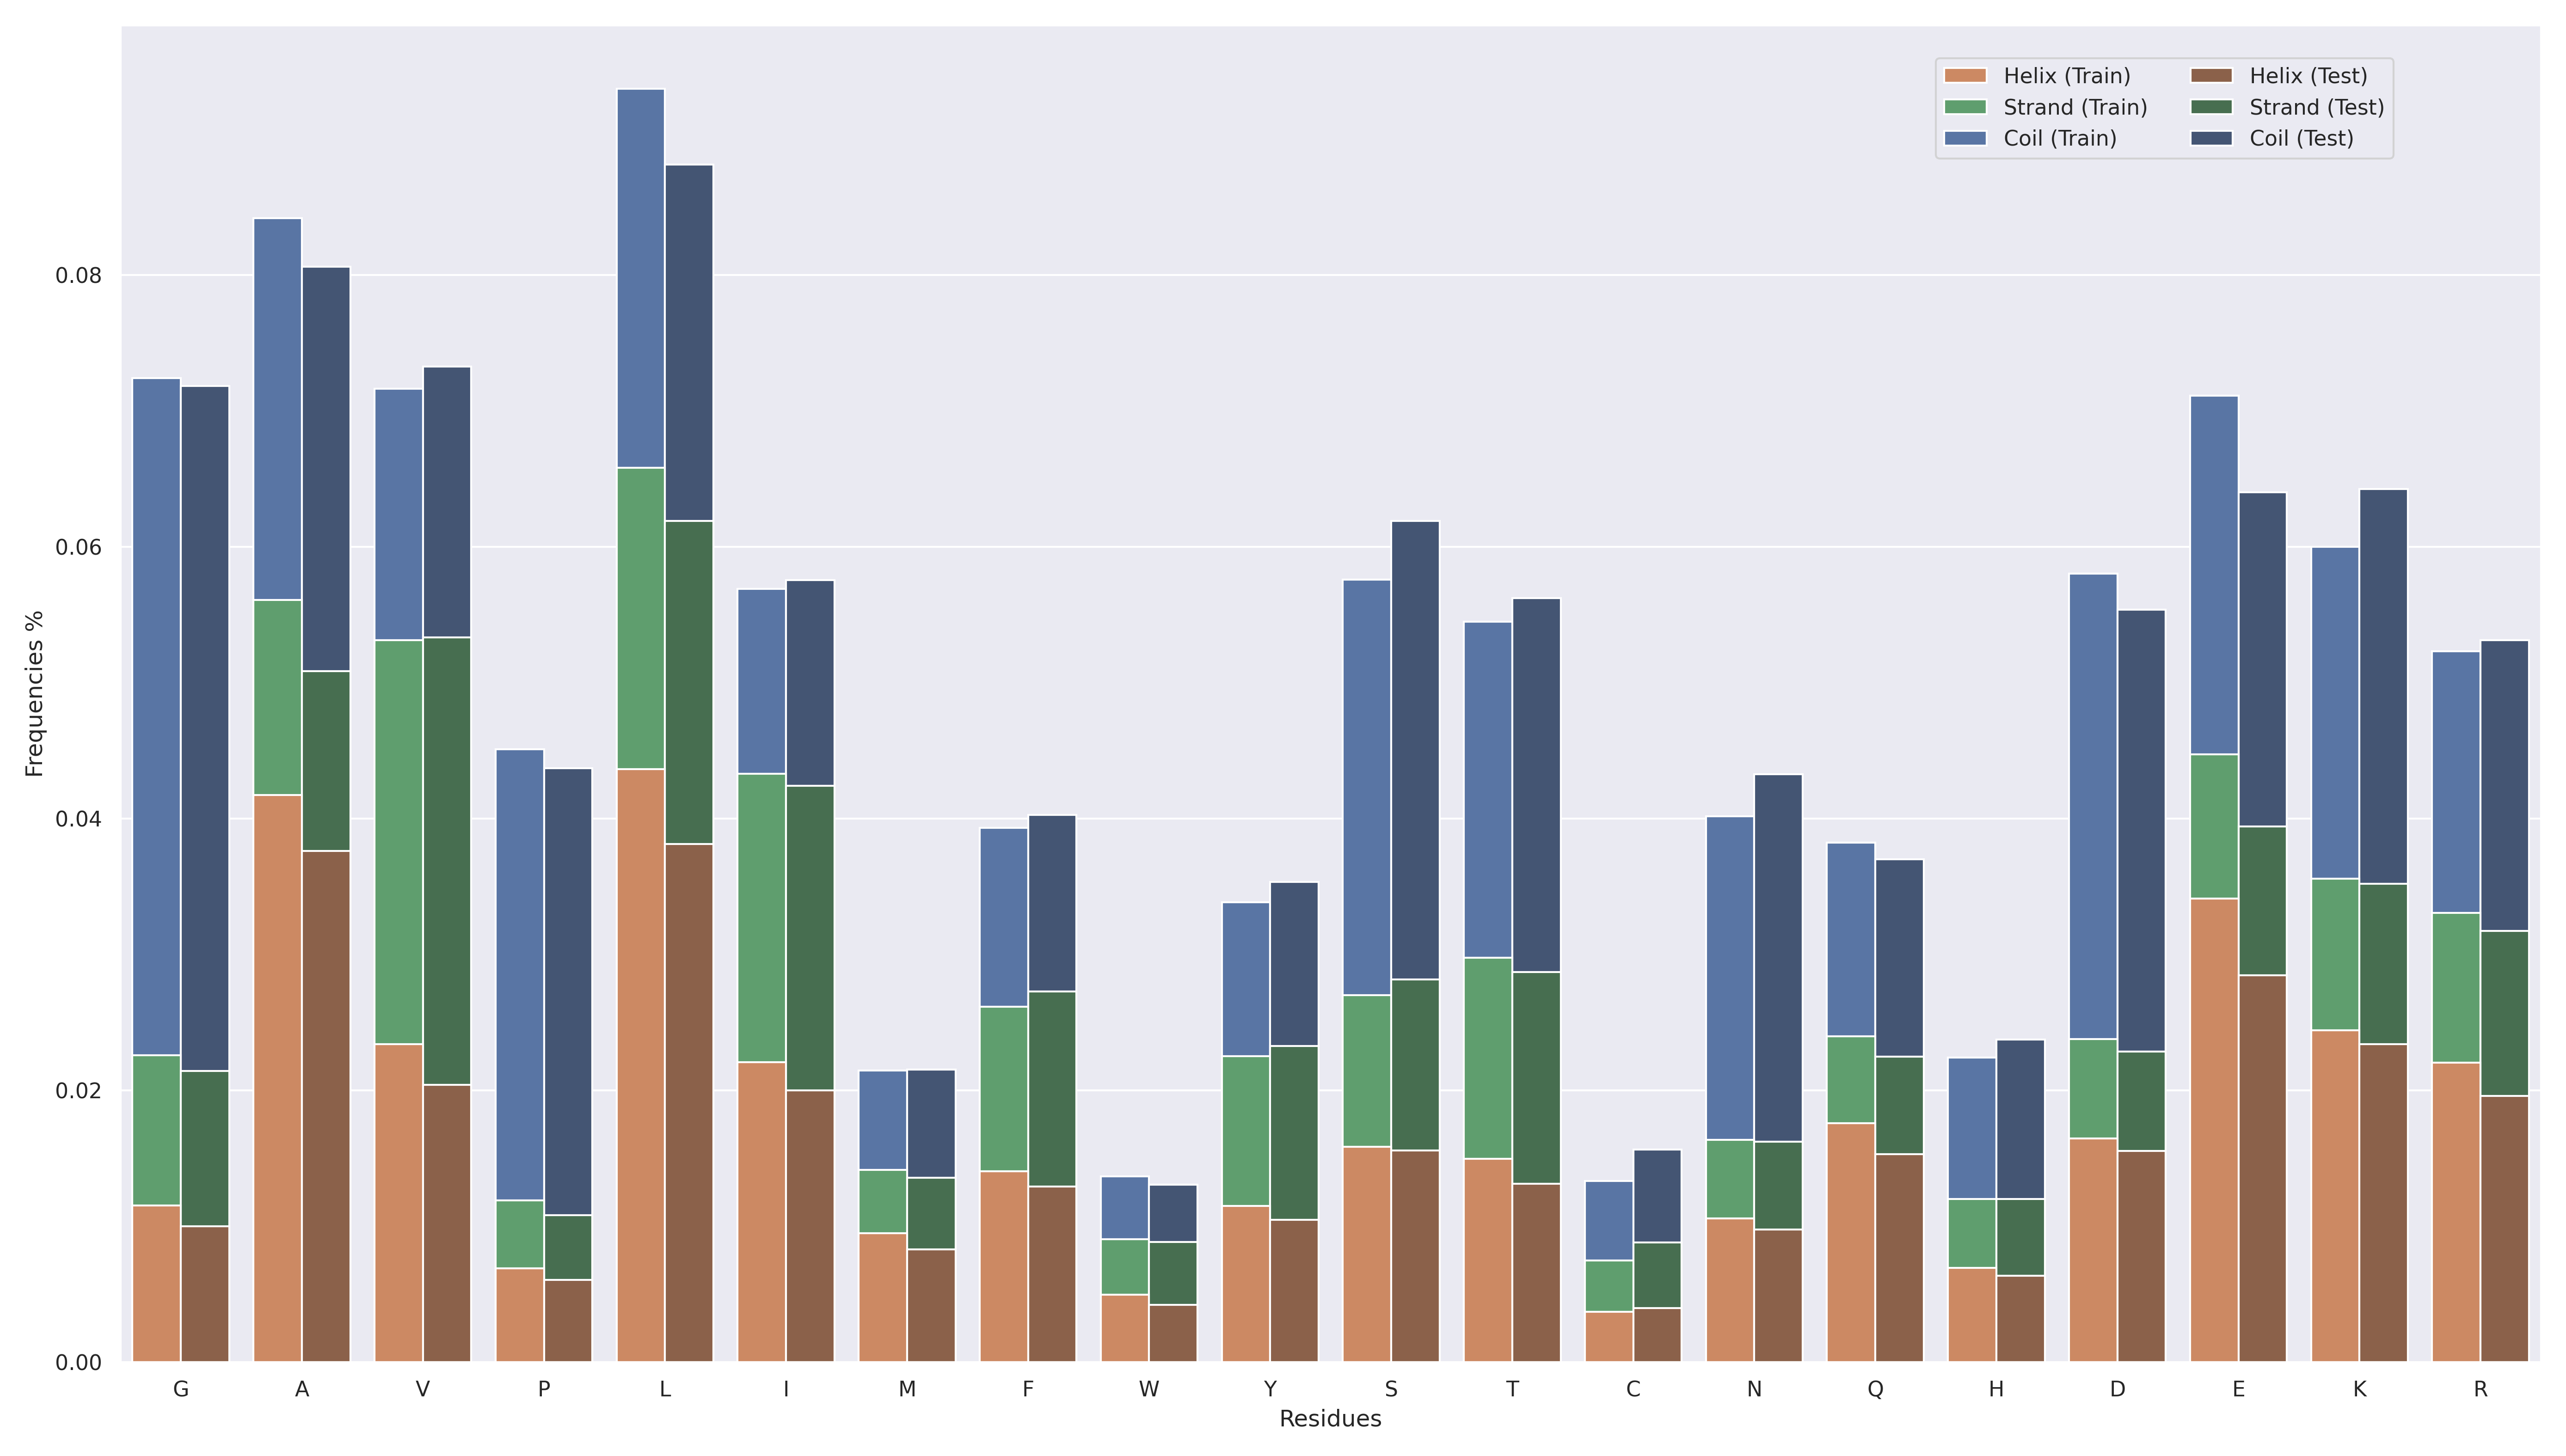 Helix (Train)
Strand (Train)
Coil (Train)
Helix (Test)
Strand (Test)
Coil (Test)
Frequencies %
0.08
0.06
0.04
0.02
0.00
G A V P L I M F W Y S T C N Q H D E K R
Residues